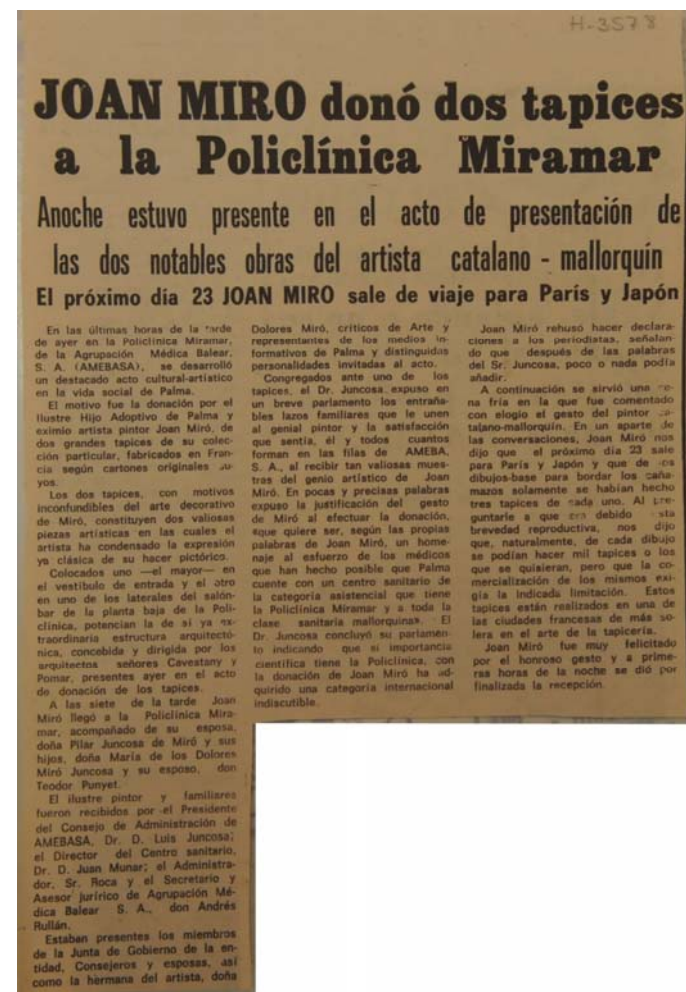 H-3578
JOAN MIRO donó dos tapices
a la Policlínica Miramar
Anoche estuvo presente en el acto de presentación de
las dos notables obras del artista catalano - mallorquín
El próximo día 23 JOAN MIRO sale de viaje para París y Japón
En las últimas horas de la tarde
de ayer en la Policlínica Miramar,
de la Agrupación Médica Balear,
S. A. (AMEBASA), se desarrolló
un destacado acto cultural-artístico
en la vida social de Palma.
El motivo fue la donación por el
Ilustre Hijo Adoptivo de Palma y
eximio artista pintor Joan Miró, de
dos grandes tapices de su colec-
ción particular, fabricados en Fran-
cia según cartones originales su-
yos.
Los dos tapices, con motivos
inconfundibles del arte decorativo
de Miró, constituyen dos valiosas
piezas artísticas en las cuales el
artista ha condensado la expresión
ya clásica de su hacer pictórico.
Colocados uno —el mayor— en
el vestíbulo de entrada y el otro
en uno de los laterales del salón-
bar de la planta baja de la Poli-
clínica, potencian la de sí ya ex-
traordinaria estructura arquitectó-
nica, concebida y dirigida por los
arquitectos señores Cavestany y
Pomar, presentes ayer en el acto
de donación de los tapices.
A las siete de la tarde Joan
Miró llegó a la Policlínica Mira-
mar, acompañado de su esposa,
doña Pilar Juncosa de Miró y sus
hijos, doña María de los Dolores
Miró Juncosa y su esposo, don
Teodor Punyet.
El ilustre pintor y familiares
fueron recibidos por el Presidente
del Consejo de Administración de
AMEBASA, Dr. D. Luis Juncosa;
el Director del Centro sanitario,
Dr. D. Juan Munar; el Administra-
dor, Sr. Roca y el Secretario y
Asesor jurírico de Agrupación Mé-
dica Balear S. A., don Andrés
Rullán.
Estaban presentes los miembros
de la Junta de Gobierno de la en-
tidad, Consejeros y esposas, así
como la hermana del artista, doña
Dolores Miró, críticos de Arte y
representantes de los medios in-
formativos de Palma y distinguidas
personalidades invitadas al acto.
Congregados ante uno de los
tapices, el Dr. Juncosa, expuso en
un breve parlamento los entraña-
bles lazos familiares que le unen
al genial pintor y la satisfacción
que sentía, él y todos cuantos
forman en las filas de AMEBA,
S. A., al recibir tan valiosas mues-
tras del genio artístico de Joan
Miró. En pocas y precisas palabras
expuso la justificación del gesto
de Miró al efectuar la donación,
«que quiere ser, según las propias
palabras de Joan Miró, un home-
naje al esfuerzo de los médicos
que han hecho posible que Palma
cuente con un centro sanitario de
la categoría asistencial que tiene
la Policlínica Miramar y a toda la
clase sanitaria mallorquina». El
Dr. Juncosa concluyó su parlamen-
to indicando que si importancia
científica tiene la Policlínica, con
la donación de Joan Miró ha ad-
quirido una categoría internacional
indiscutible.
Joan Miró rehusó hacer declara-
ciones a los periodistas, señalan-
do que después de las palabras
del Sr. Juncosa, poco o nada podía
añadir.
A continuación se sirvió una ce-
na fría en la que fue comentado
con elogio el gesto del pintor ca-
talano-mallorquín. En un aparte de
las conversaciones, Joan Miró nos
dijo que el próximo día 23 sale
para París y Japón y que de los
dibujos-base para bordar los caña-
mazos solamente se habían hecho
tres tapices de cada uno. Al pre-
guntarle a que era debido esta
brevedad reproductiva, nos dijo
que, naturalmente, de cada dibujo
se podían hacer mil tapices o los
que se quisieran, pero que la co-
mercialización de los mismos exi-
gía la indicada limitación. Estos
tapices están realizados en una de
las ciudades francesas de más so-
lera en el arte de la tapicería.
Joan Miró fue muy felicitado
por el honroso gesto y a prime-
ras horas de la noche se dió por
finalizada la recepción.